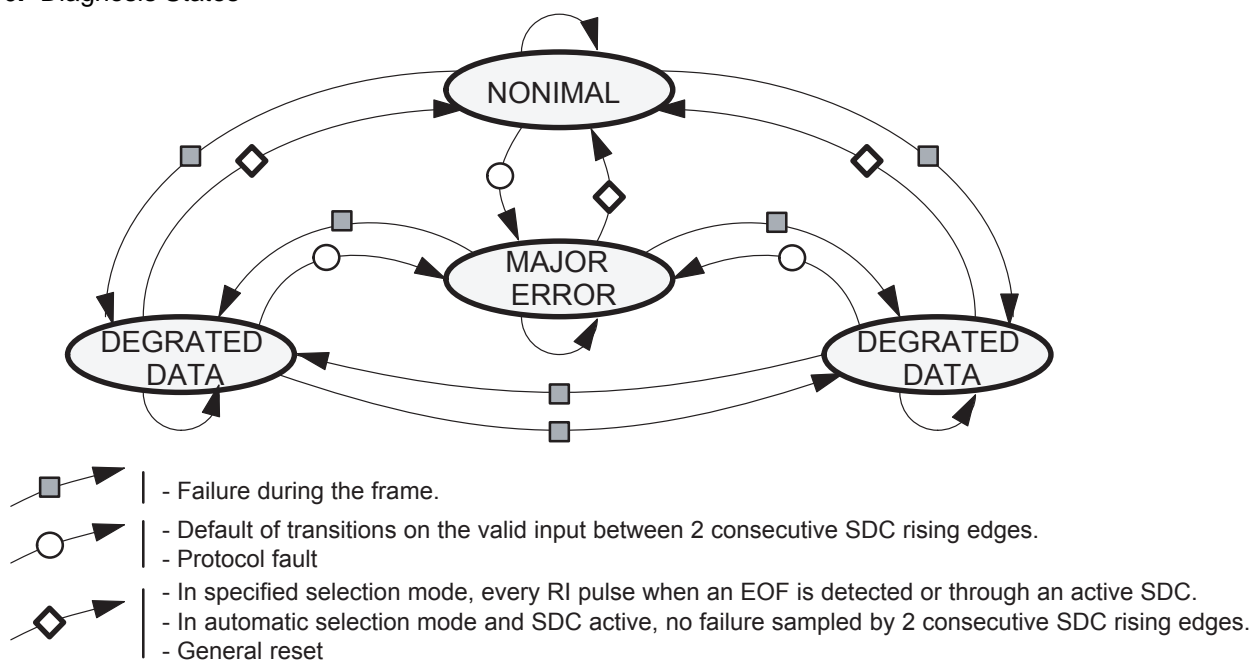 Diagnosis States
NONIMAL
MAJOR
ERROR
DEGRATED
DATA
DEGRATED
DATA
- Failure during the frame.
- Default of transitions on the valid input between 2 consecutive SDC rising edges.
- Protocol fault
- In specified selection mode, every RI pulse when an EOF is detected or through an active SDC.
- In automatic selection mode and SDC active, no failure sampled by 2 consecutive SDC rising edges.
- General reset